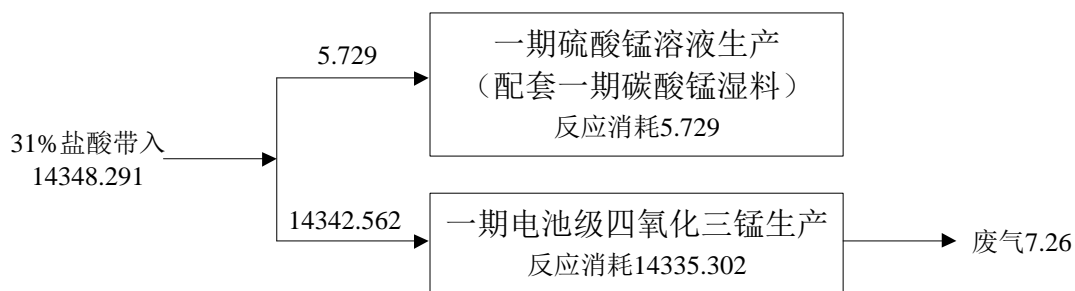 5.729
一期硫酸锰溶液生产
（配套一期碳酸锰湿料）
反应消耗5.729
31%盐酸带入
14348.291
14342.562
一期电池级四氧化三锰生产
反应消耗14335.302
废气7.26